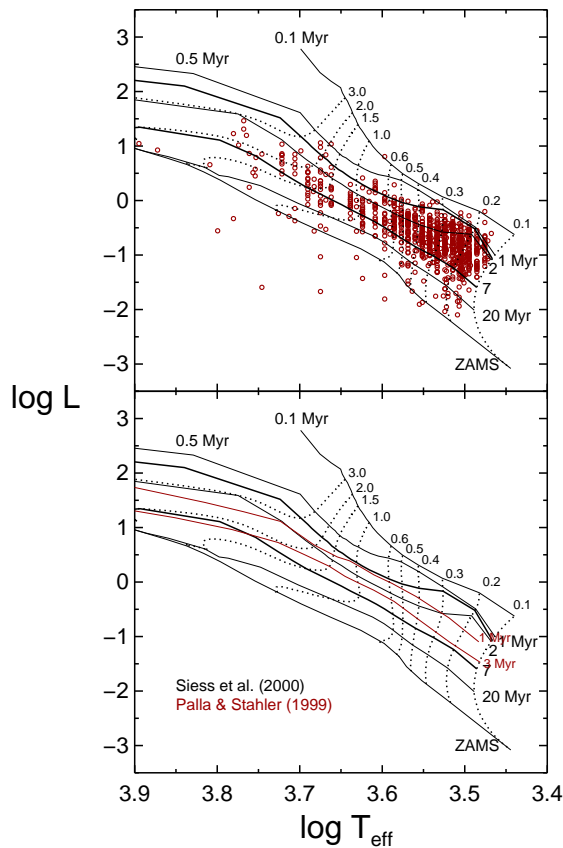 3
0.1 Myr
0.5 Myr
2
3.0
2.0
1.5
1.0
1
0.6
0.5
0.4
0.3
0.2
0
0.1
−1
1 Myr
2
7
−2
20 Myr
−3
ZAMS
log L
3
0.1 Myr
0.5 Myr
2
3.0
2.0
1.5
1.0
1
0.6
0.5
0.4
0.3
0.2
0
0.1
−1
1 Myr
1 Myr
2
3 Myr
7
−2
Siess et al. (2000)
Palla & Stahler (1999)
20 Myr
−3
ZAMS
3.9 3.8 3.7 3.6 3.5 3.4
log Teff